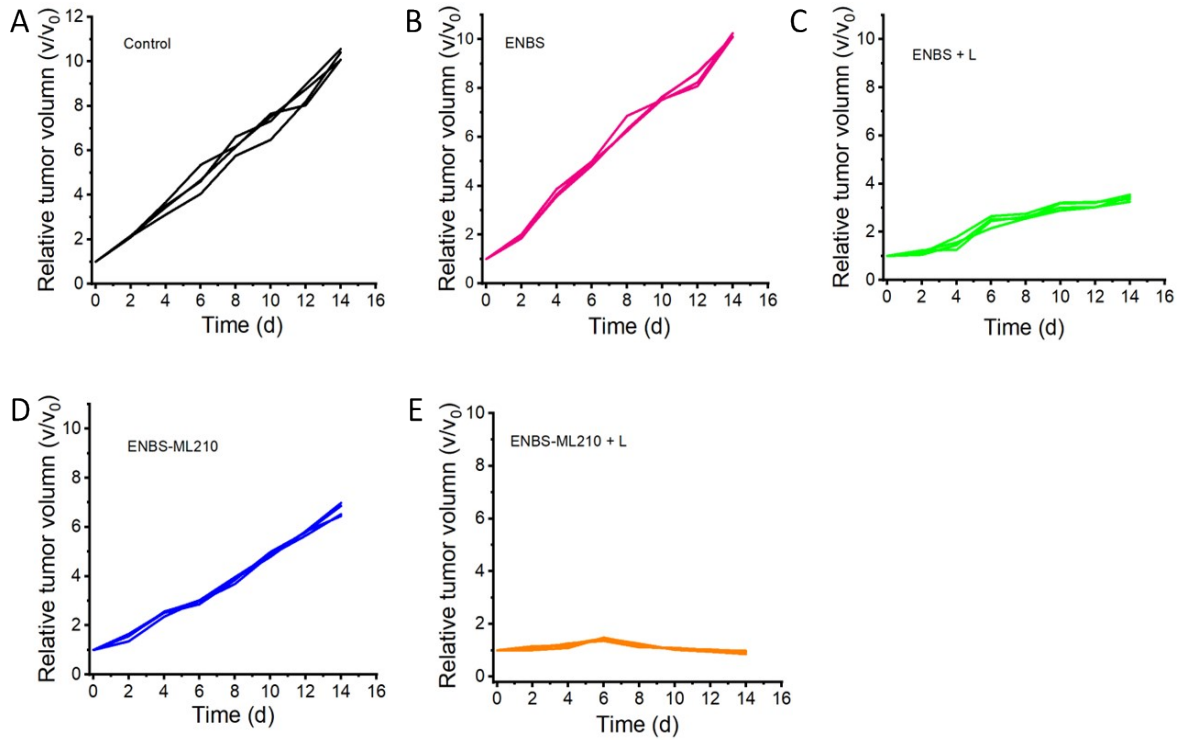 A
Control
Relative tumor volumn (v/v0)
12
10
8
6
4
2
0
0 2 4 6 8 10 12 14 16
Time (d)
B
ENBS
Relative tumor volumn (v/v0)
10
8
6
4
2
0
0 2 4 6 8 10 12 14 16
Time (d)
C
ENBS + L
Relative tumor volumn (v/v0)
10
8
6
4
2
0
0 2 4 6 8 10 12 14 16
Time (d)
D
ENBS-ML210
Relative tumor volumn (v/v0)
10
8
6
4
2
0
0 2 4 6 8 10 12 14 16
Time (d)
E
ENBS-ML210 + L
Relative tumor volumn (v/v0)
10
8
6
4
2
0
0 2 4 6 8 10 12 14 16
Time (d)